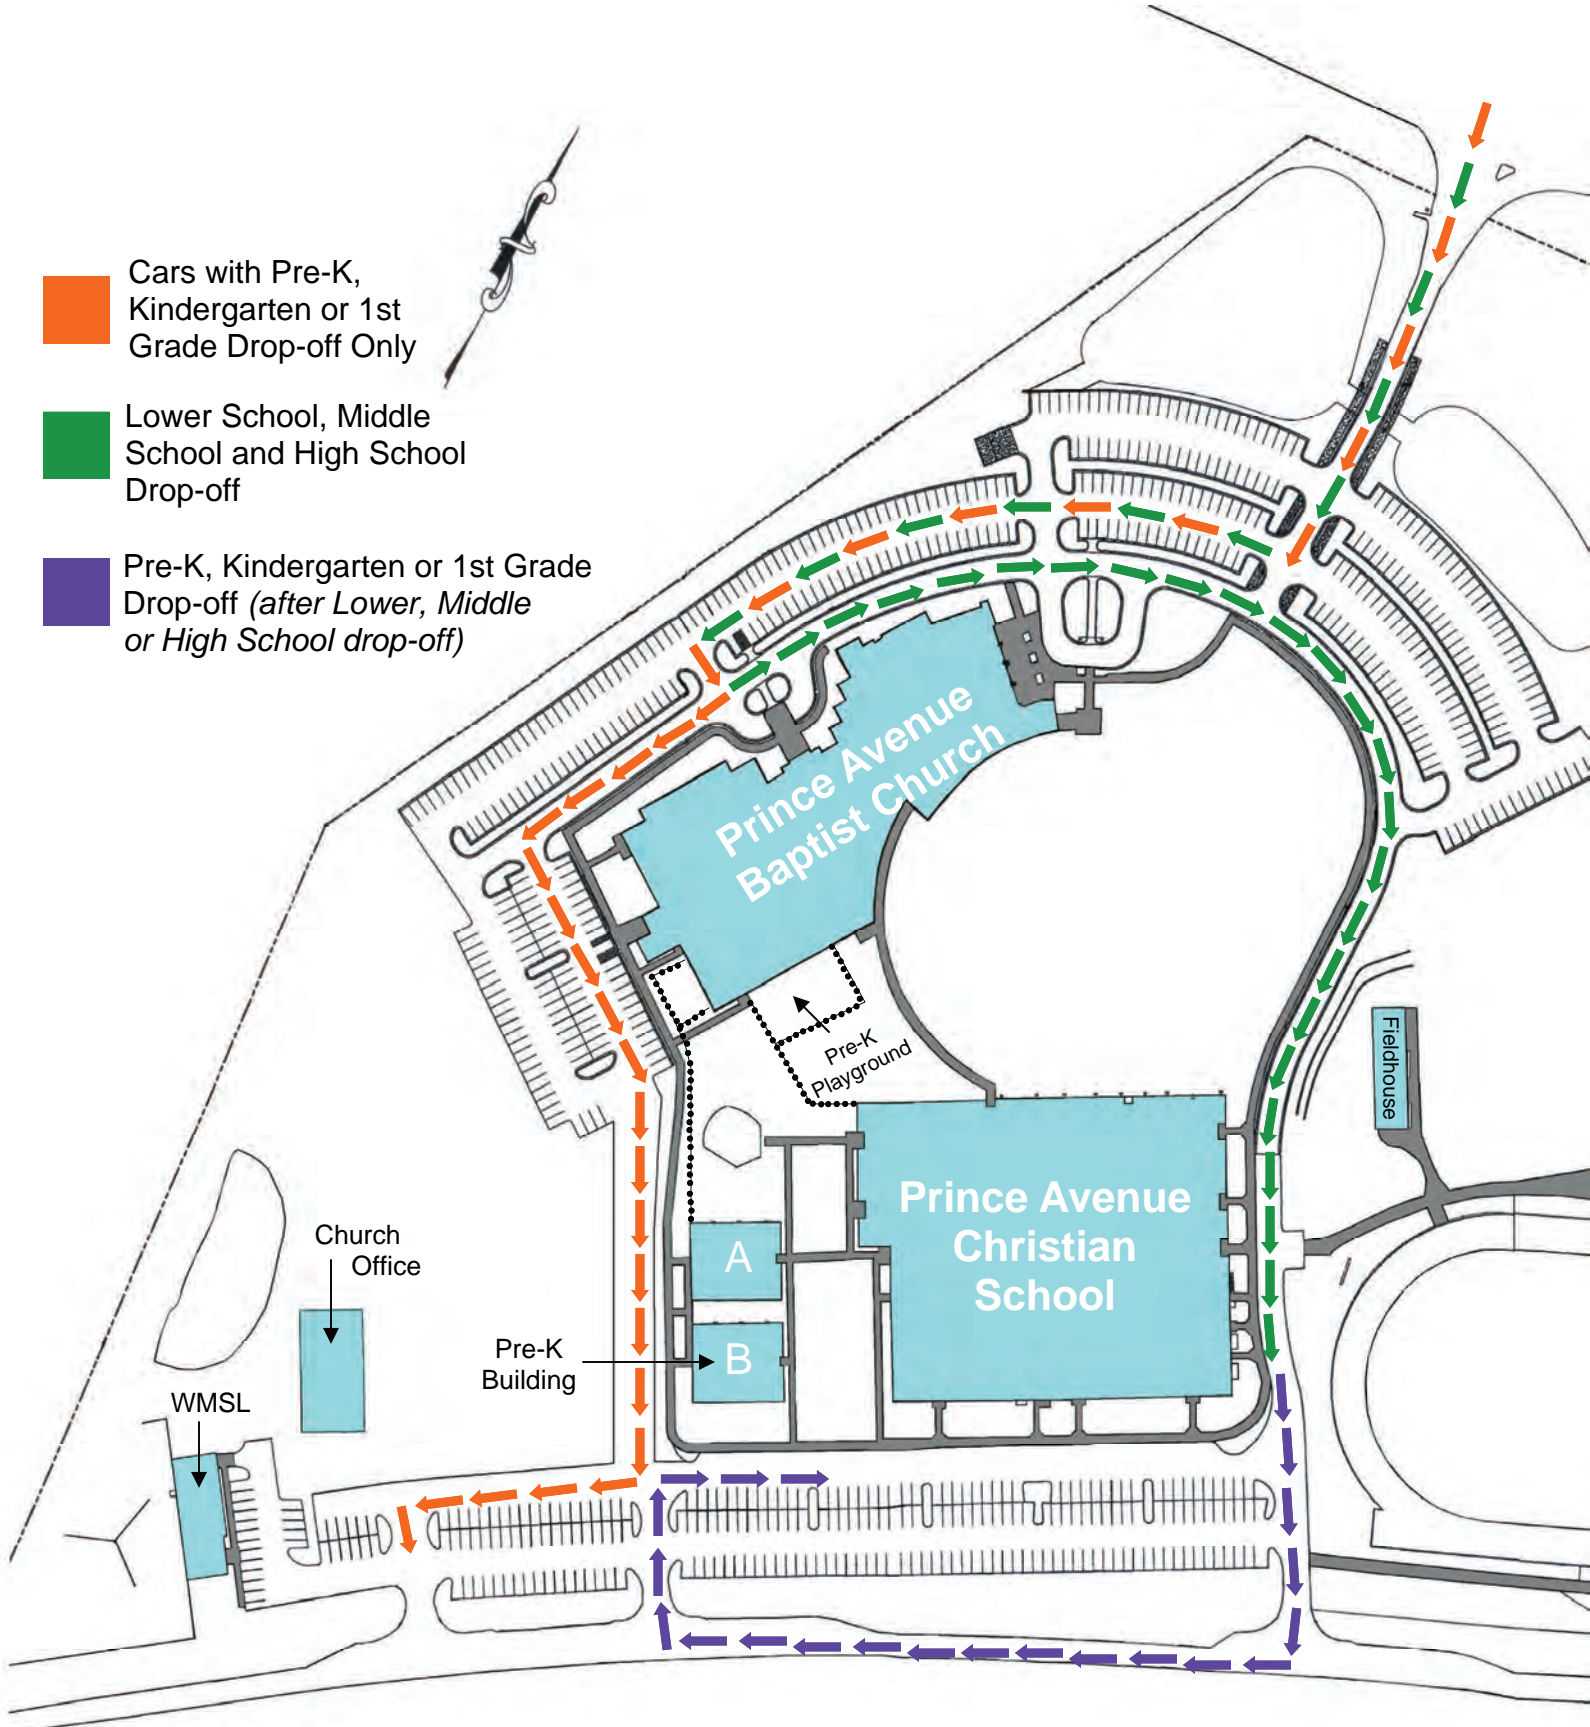 Cars with Pre-K,
Kindergarten or 1st
Grade Drop-off Only
Lower School, Middle
School and High School
Drop-off
Pre-K, Kindergarten or 1st Grade
Drop-off (after Lower, Middle
or High School drop-off)
Prince Avenue
Baptist Church
Pre-K
Playground
Fieldhouse
Prince Avenue
Christian
School
A
B
Church
Office
Pre-K
Building
WMSL